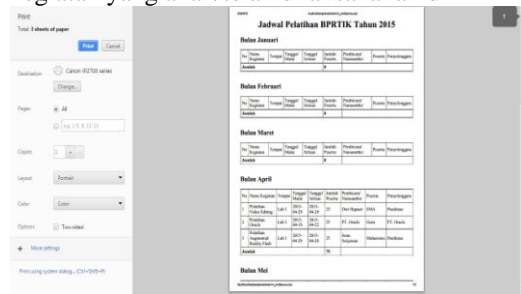 Print
Total: 3 sheets of paper
Print Cancel
Destination Canon iP2700 series
Change...
Pages All
e.g. 1-5, 8, 11-13
Copies 1 + -
Layout Portrait
Color Color
Options Two-sided
+ More settings
Print using system dialog... (Ctrl+Shift+P)
1
Jadwal Pelatihan BPRTIK Tahun 2015
Bulan Januari
No Nama Kegiatan Tempat Tanggal Mulai Tanggal Selesai Jumlah Peserta Pembicara/ Narasumber Peserta Penyelenggara
Jumlah 0
Bulan Februari
No Nama Kegiatan Tempat Tanggal Mulai Tanggal Selesai Jumlah Peserta Pembicara/ Narasumber Peserta Penyelenggara
Jumlah 0
Bulan Maret
No Nama Kegiatan Tempat Tanggal Mulai Tanggal Selesai Jumlah Peserta Pembicara/ Narasumber Peserta Penyelenggara
Jumlah 0
Bulan April
No Nama Kegiatan Tempat Tanggal Mulai Tanggal Selesai Jumlah Peserta Pembicara/ Narasumber Peserta Penyelenggara
1 Pelatihan Video Editing Lab 1 25 SMA
2 Pelatihan Oracle Lab 1 25 PT. Oracle Guru PT. Oracle
3 Pelatihan Augmented Reality Flash Lab 1 25 Mahasiswa
Jumlah
Bulan Mei